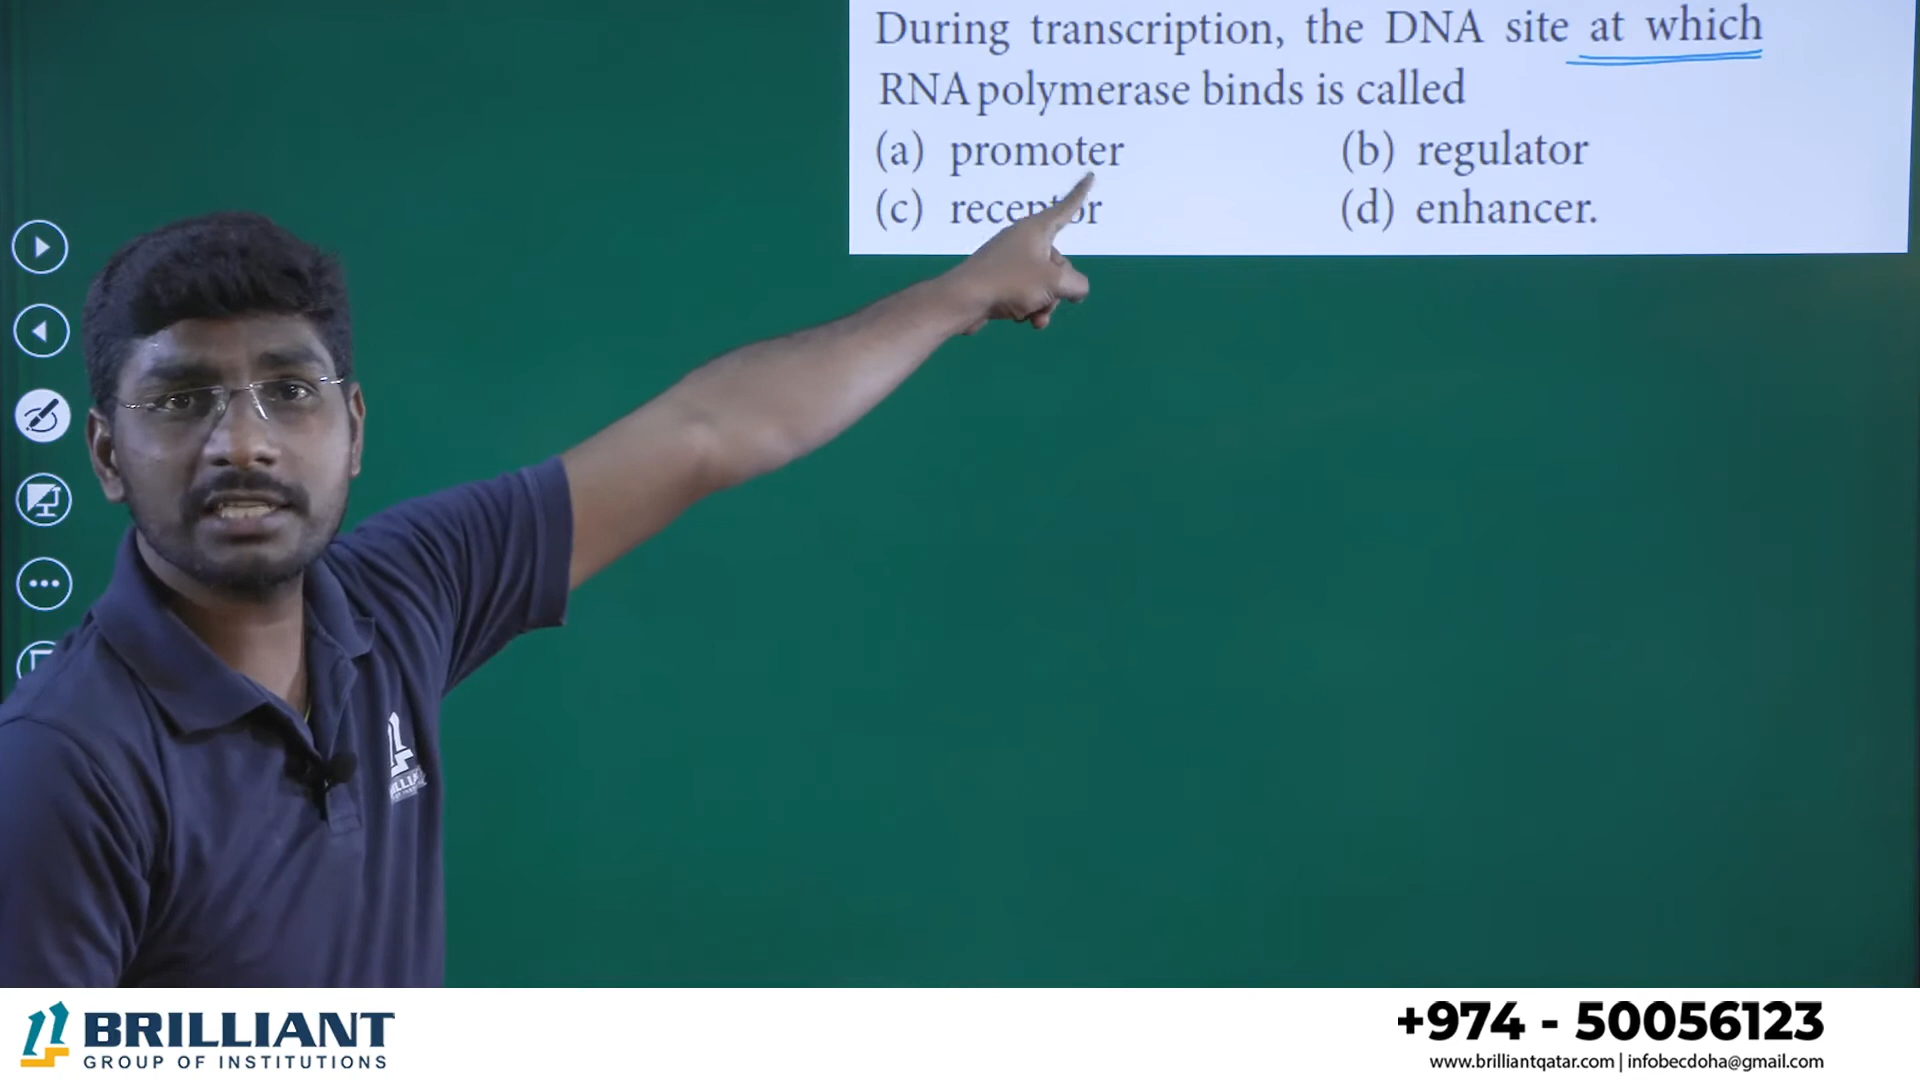 During transcription, the DNA site at which
RNA polymerase binds is called
(a) promoter (b) regulator
(c) receptor (d) enhancer.
BRILLIANT
GROUP OF INSTITUTIONS
+974 - 50056123
www.brilliantqatar.com | infobecdoha@gmail.com